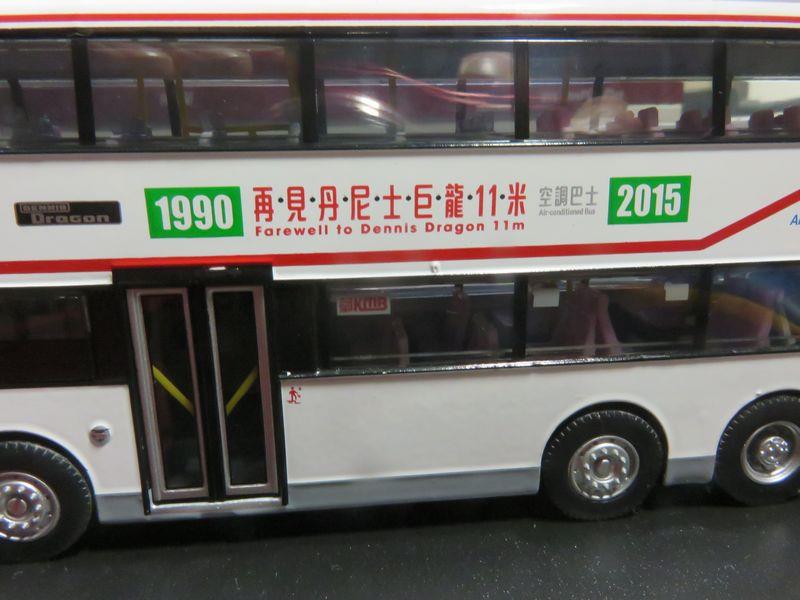 DENNIS
Dragon
1990
再·見·丹·尼·士·巨·龍·11·米
Farewell to Dennis Dragon 11m
空調巴士
Air-conditioned Bus
2015
KMB